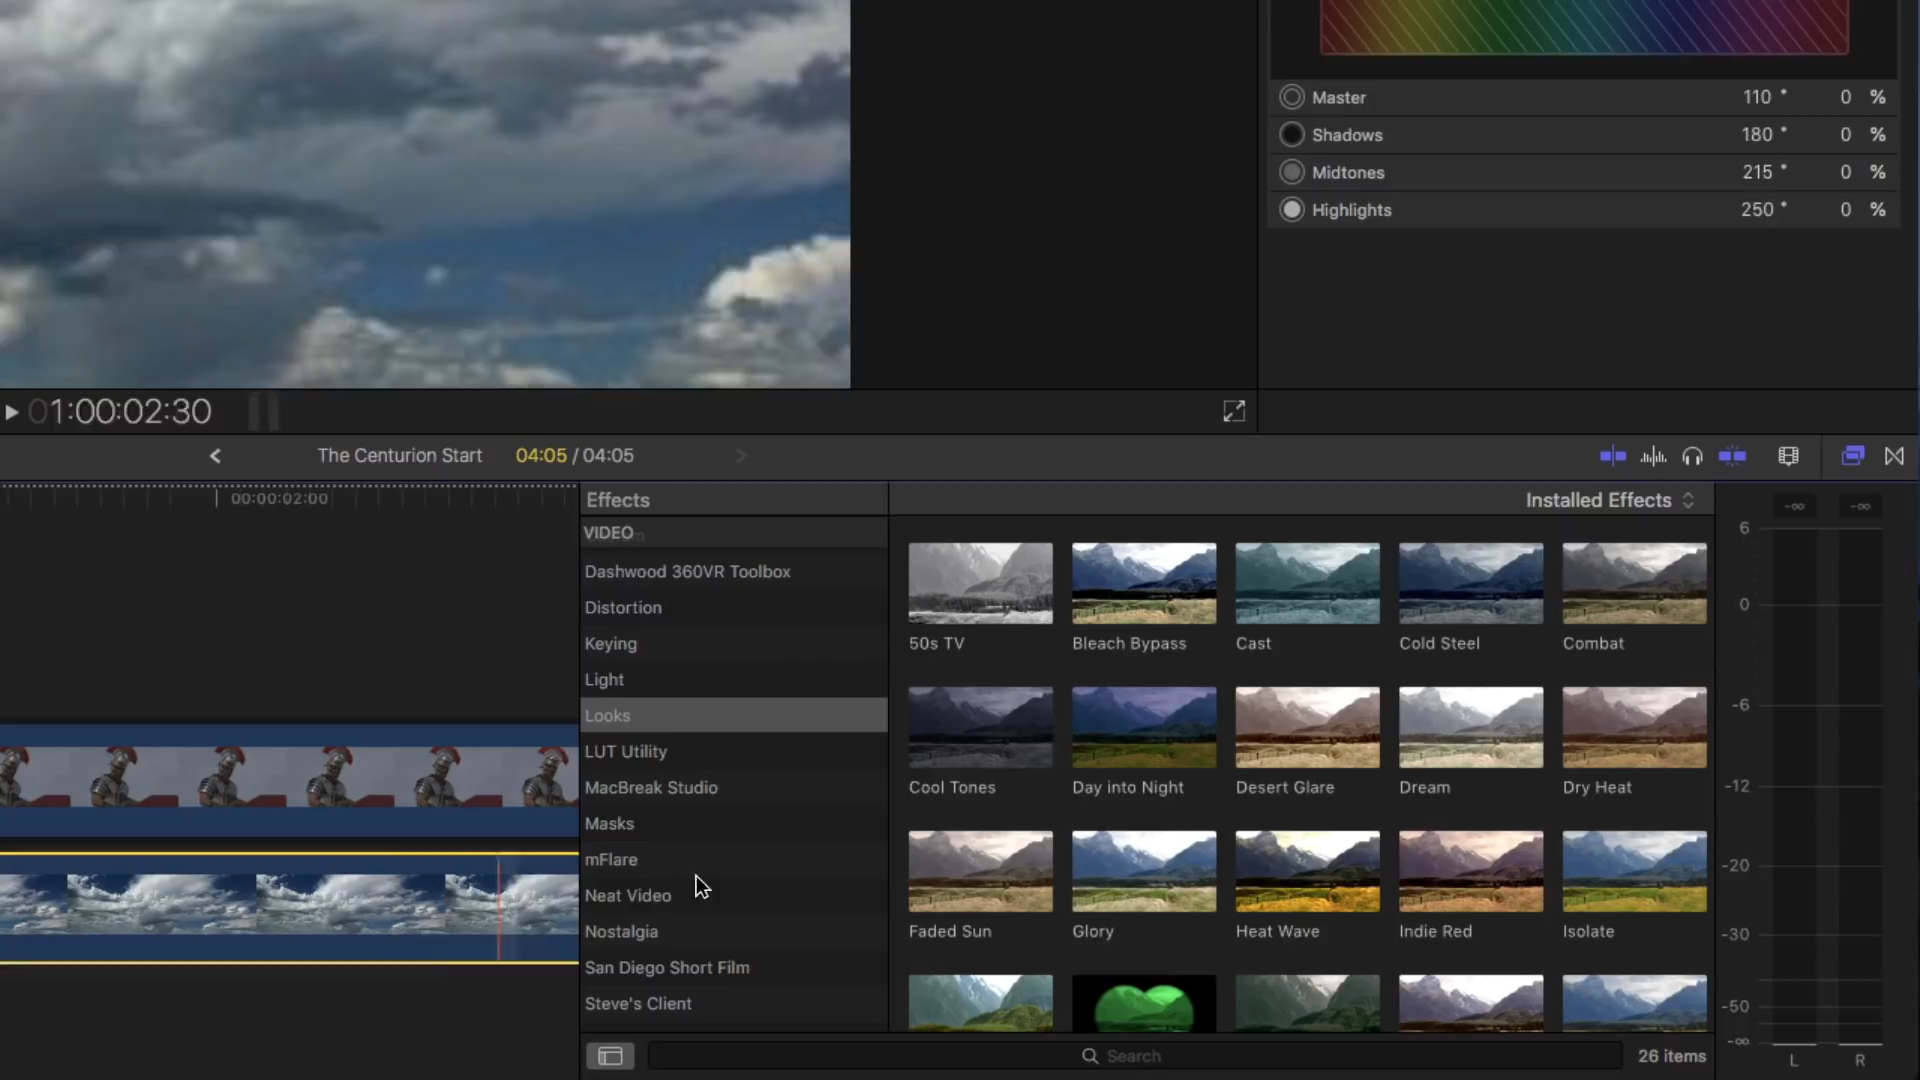 Master 110 ° 0 %
Shadows 180 ° 0 %
Midtones 215 ° 0 %
Highlights 250 ° 0 %
01:00:02:30
The Centurion Start 04:05 / 04:05
00:00:02:00
Effects
Installed Effects
VIDEO
Dashwood 360VR Toolbox
Distortion
Keying
Light
Looks
LUT Utility
MacBreak Studio
Masks
mFlare
Neat Video
Nostalgia
San Diego Short Film
Steve's Client
50s TV
Bleach Bypass
Cast
Cold Steel
Combat
Cool Tones
Day into Night
Desert Glare
Dream
Dry Heat
Faded Sun
Glory
Heat Wave
Indie Red
Isolate
Search
26 items
-∞ -∞
6
0
-6
-12
-20
-30
-50
-∞
L R